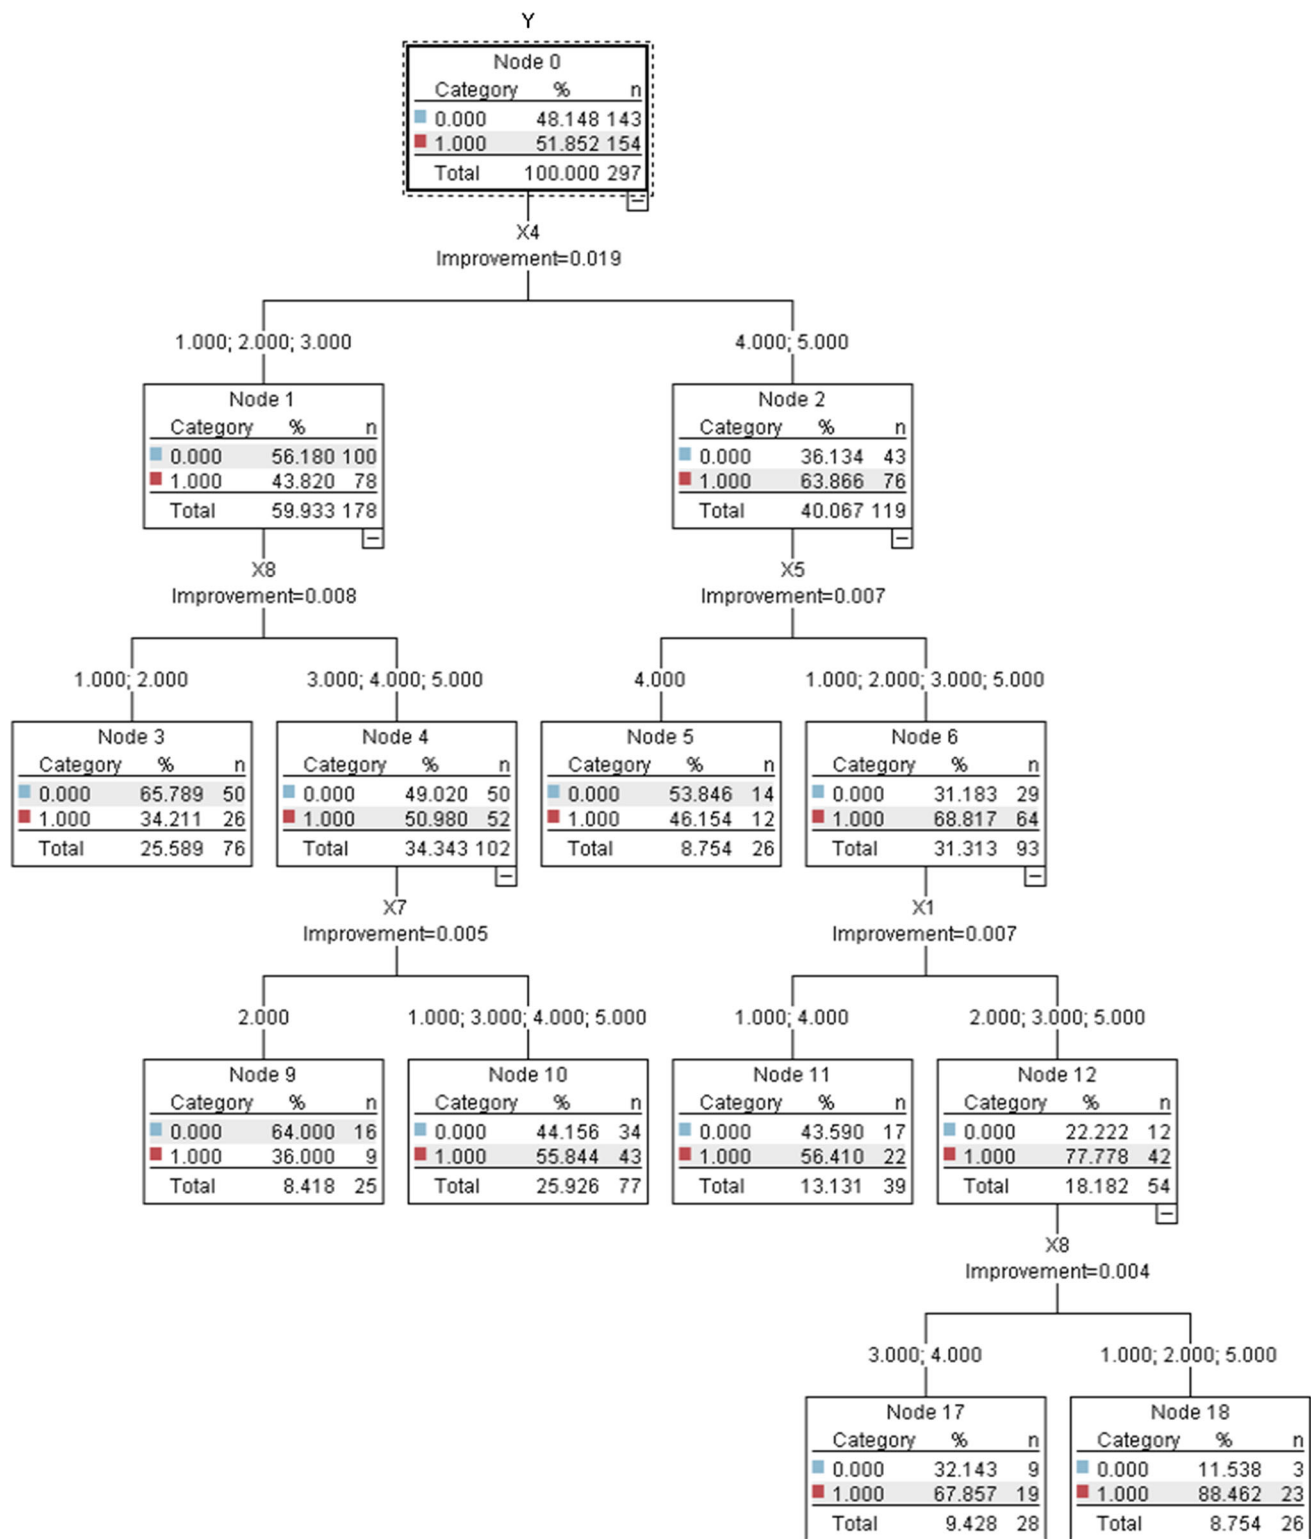 Y
Node 0
Category % n
0.000 48.148 143
1.000 51.852 154
Total 100.000 297
X4
Improvement=0.019
1.000; 2.000; 3.000
4.000; 5.000
Node 1
Category % n
0.000 56.180 100
1.000 43.820 78
Total 59.933 178
Node 2
Category % n
0.000 36.134 43
1.000 63.866 76
Total 40.067 119
X8
Improvement=0.008
X5
Improvement=0.007
1.000; 2.000
3.000; 4.000; 5.000
4.000
1.000; 2.000; 3.000; 5.000
Node 3
Category % n
0.000 65.789 50
1.000 34.211 26
Total 25.589 76
Node 4
Category % n
0.000 49.020 50
1.000 50.980 52
Total 34.343 102
Node 5
Category % n
0.000 53.846 14
1.000 46.154 12
Total 8.754 26
Node 6
Category % n
0.000 31.183 29
1.000 68.817 64
Total 31.313 93
X7
Improvement=0.005
X1
Improvement=0.007
2.000
1.000; 3.000; 4.000; 5.000
1.000; 4.000
2.000; 3.000; 5.000
Node 9
Category % n
0.000 64.000 16
1.000 36.000 9
Total 8.418 25
Node 10
Category % n
0.000 44.156 34
1.000 55.844 43
Total 25.926 77
Node 11
Category % n
0.000 43.590 17
1.000 56.410 22
Total 13.131 39
Node 12
Category % n
0.000 22.222 12
1.000 77.778 42
Total 18.182 54
X8
Improvement=0.004
3.000; 4.000
1.000; 2.000; 5.000
Node 17
Category % n
0.000 32.143 9
1.000 67.857 19
Total 9.428 28
Node 18
Category % n
0.000 11.538 3
1.000 88.462 23
Total 8.754 26